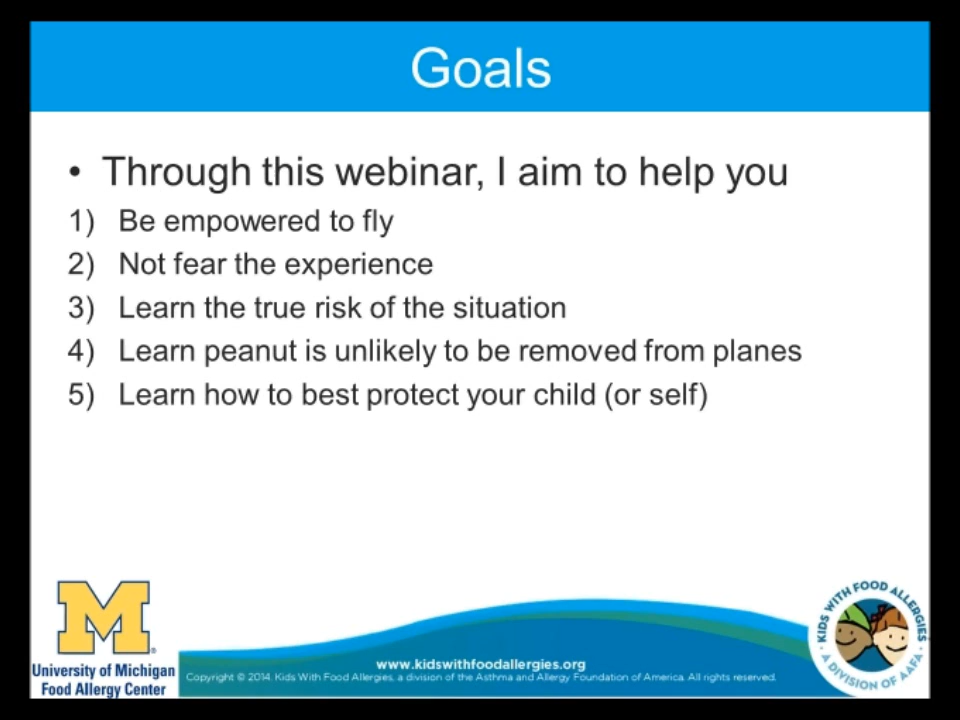 Goals
• Through this webinar, I aim to help you
1) Be empowered to fly
2) Not fear the experience
3) Learn the true risk of the situation
4) Learn peanut is unlikely to be removed from planes
5) Learn how to best protect your child (or self)
M
University of Michigan
Food Allergy Center
www.kidswithfoodallergies.org
Copyright © 2014, Kids With Food Allergies, a division of the Asthma and Allergy Foundation of America. All rights reserved.
KIDS WITH FOOD ALLERGIES
• A DIVISION OF AAFA •